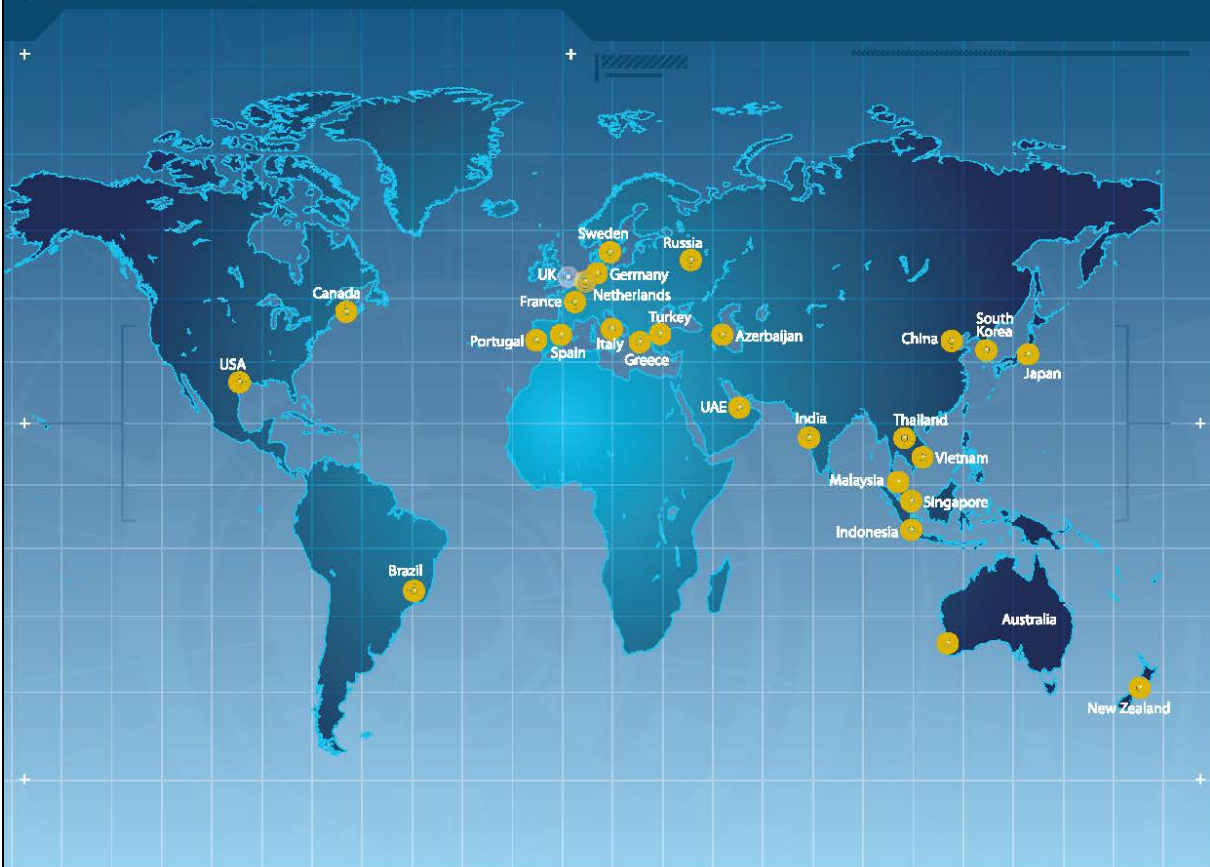 Sweden
Russia
UK
Germany
Netherlands
Canada
France
Turkey
Portugal
Spain
Italy
Greece
Azerbaijan
China
South
Korea
Japan
USA
UAE
India
Thailand
Vietnam
Malaysia
Singapore
Indonesia
Brazil
Australia
New Zealand